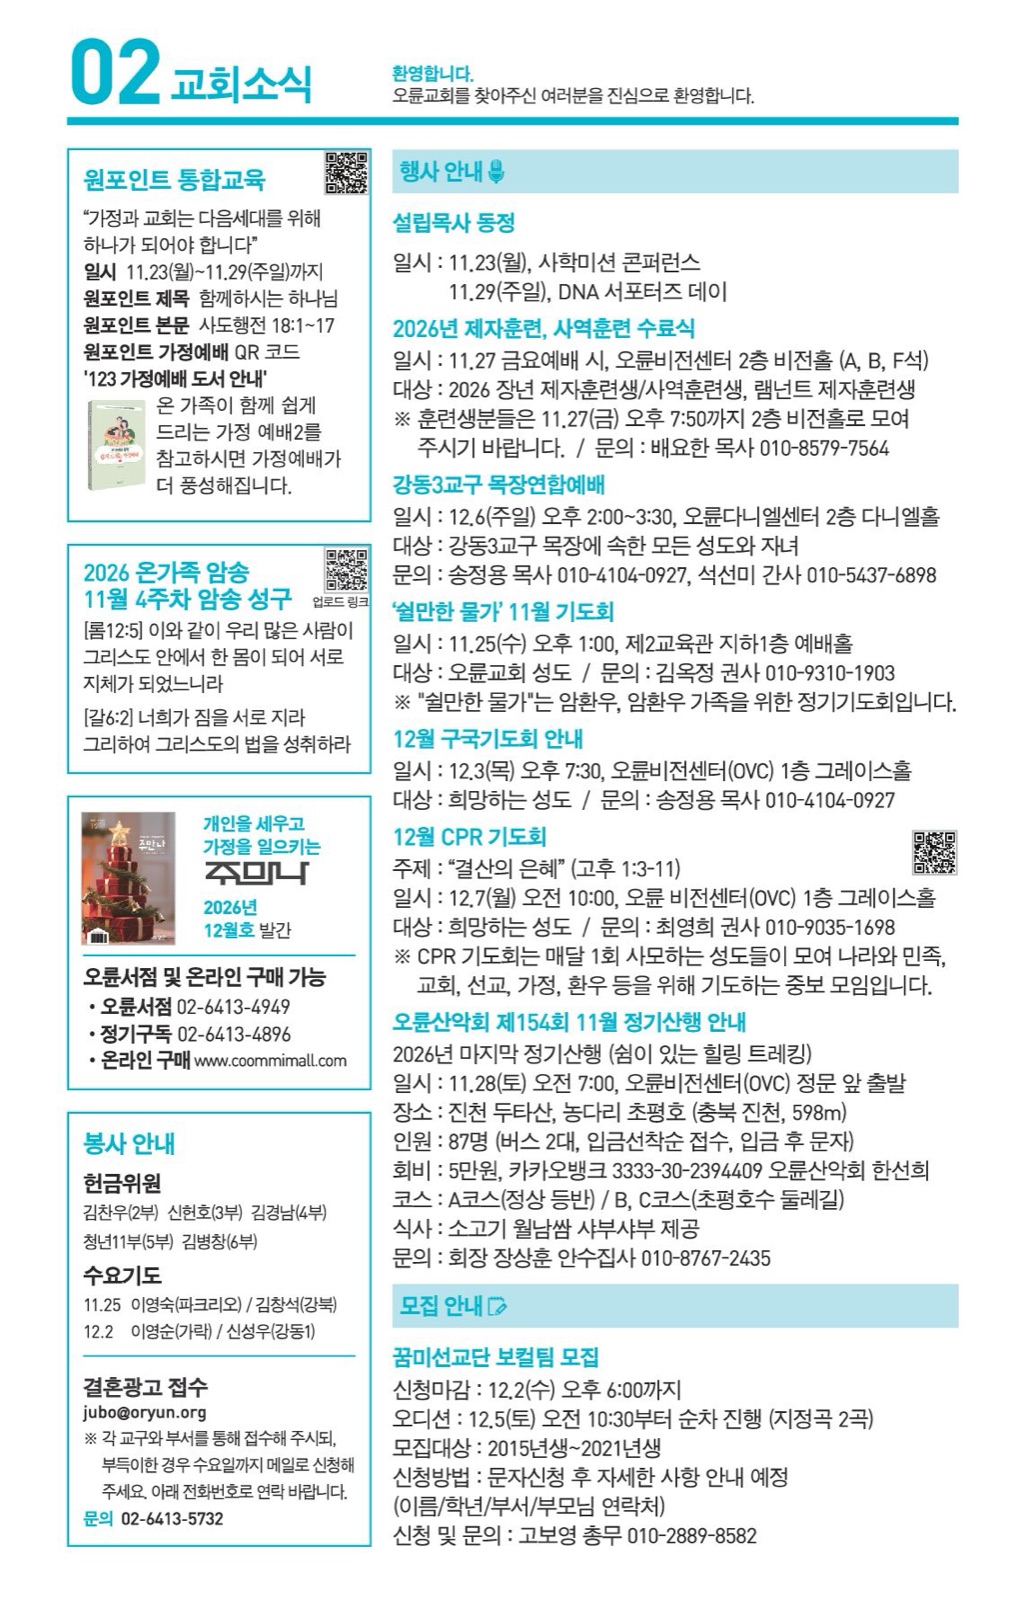 02 교회소식
환영합니다.
오륜교회를 찾아주신 여러분을 진심으로 환영합니다.
원포인트 통합교육
“가정과 교회는 다음세대를 위해
하나가 되어야 합니다”
일시 11.23(월)~11.29(주일)까지
원포인트 제목 함께하시는 하나님
원포인트 본문 사도행전 18:1~17
원포인트 가정예배 QR 코드
'123 가정예배 도서 안내'
온 가족이 함께 쉽게
드리는 가정 예배2를
참고하시면 가정예배가
더 풍성해집니다.
2026 온가족 암송
11월 4주차 암송 성구
업로드 링크
[롬12:5] 이와 같이 우리 많은 사람이
그리스도 안에서 한 몸이 되어 서로
지체가 되었느니라
[갈6:2] 너희가 짐을 서로 지라
그리하여 그리스도의 법을 성취하라
주만나
개인을 세우고
가정을 일으키는
주만나
2026년
12월호 발간
오륜서점 및 온라인 구매 가능
• 오륜서점 02-6413-4949
• 정기구독 02-6413-4896
• 온라인 구매 www.coommimall.com
봉사 안내
헌금위원
김찬우(2부) 신헌호(3부) 김경남(4부)
청년11부(5부) 김병창(6부)
수요기도
11.25 이영숙(파크리오) / 김창석(강북)
12.2 이영순(가락) / 신성우(강동1)
결혼광고 접수
jubo@oryun.org
※ 각 교구와 부서를 통해 접수해 주시되,
부득이한 경우 수요일까지 메일로 신청해
주세요. 아래 전화번호로 연락 바랍니다.
문의 02-6413-5732
행사 안내
설립목사 동정
일시 : 11.23(월), 사학미션 콘퍼런스
11.29(주일), DNA 서포터즈 데이
2026년 제자훈련, 사역훈련 수료식
일시 : 11.27 금요예배 시, 오륜비전센터 2층 비전홀 (A, B, F석)
대상 : 2026 장년 제자훈련생/사역훈련생, 램넌트 제자훈련생
※ 훈련생분들은 11.27(금) 오후 7:50까지 2층 비전홀로 모여
주시기 바랍니다. / 문의 : 배요한 목사 010-8579-7564
강동3교구 목장연합예배
일시 : 12.6(주일) 오후 2:00~3:30, 오륜다니엘센터 2층 다니엘홀
대상 : 강동3교구 목장에 속한 모든 성도와 자녀
문의 : 송정용 목사 010-4104-0927, 석선미 간사 010-5437-6898
‘쉴만한 물가’ 11월 기도회
일시 : 11.25(수) 오후 1:00, 제2교육관 지하1층 예배홀
대상 : 오륜교회 성도 / 문의 : 김옥정 권사 010-9310-1903
※ "쉴만한 물가"는 암환우, 암환우 가족을 위한 정기기도회입니다.
12월 구국기도회 안내
일시 : 12.3(목) 오후 7:30, 오륜비전센터(OVC) 1층 그레이스홀
대상 : 희망하는 성도 / 문의 : 송정용 목사 010-4104-0927
12월 CPR 기도회
주제 : “결산의 은혜” (고후 1:3-11)
일시 : 12.7(월) 오전 10:00, 오륜 비전센터(OVC) 1층 그레이스홀
대상 : 희망하는 성도 / 문의 : 최영희 권사 010-9035-1698
※ CPR 기도회는 매달 1회 사모하는 성도들이 모여 나라와 민족,
교회, 선교, 가정, 환우 등을 위해 기도하는 중보 모임입니다.
오륜산악회 제154회 11월 정기산행 안내
2026년 마지막 정기산행 (쉼이 있는 힐링 트레킹)
일시 : 11.28(토) 오전 7:00, 오륜비전센터(OVC) 정문 앞 출발
장소 : 진천 두타산, 농다리 초평호 (충북 진천, 598m)
인원 : 87명 (버스 2대, 입금선착순 접수, 입금 후 문자)
회비 : 5만원, 카카오뱅크 3333-30-2394409 오륜산악회 한선희
코스 : A코스(정상 등반) / B, C코스(초평호수 둘레길)
식사 : 소고기 월남쌈 샤부샤부 제공
문의 : 회장 장상훈 안수집사 010-8767-2435
모집 안내
꿈미선교단 보컬팀 모집
신청마감 : 12.2(수) 오후 6:00까지
오디션 : 12.5(토) 오전 10:30부터 순차 진행 (지정곡 2곡)
모집대상 : 2015년생~2021년생
신청방법 : 문자신청 후 자세한 사항 안내 예정
(이름/학년/부서/부모님 연락처)
신청 및 문의 : 고보영 총무 010-2889-8582